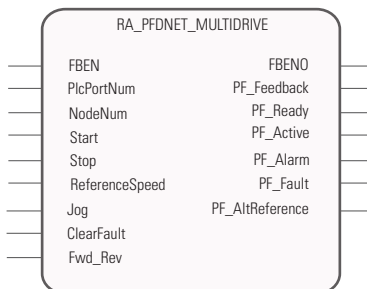 RA_PFDNET_MULTIDRIVE
FBEN FBENO
PlcPortNum PF_Feedback
NodeNum PF_Ready
Start PF_Active
Stop PF_Alarm
ReferenceSpeed PF_Fault
Jog PF_AltReference
ClearFault
Fwd_Rev